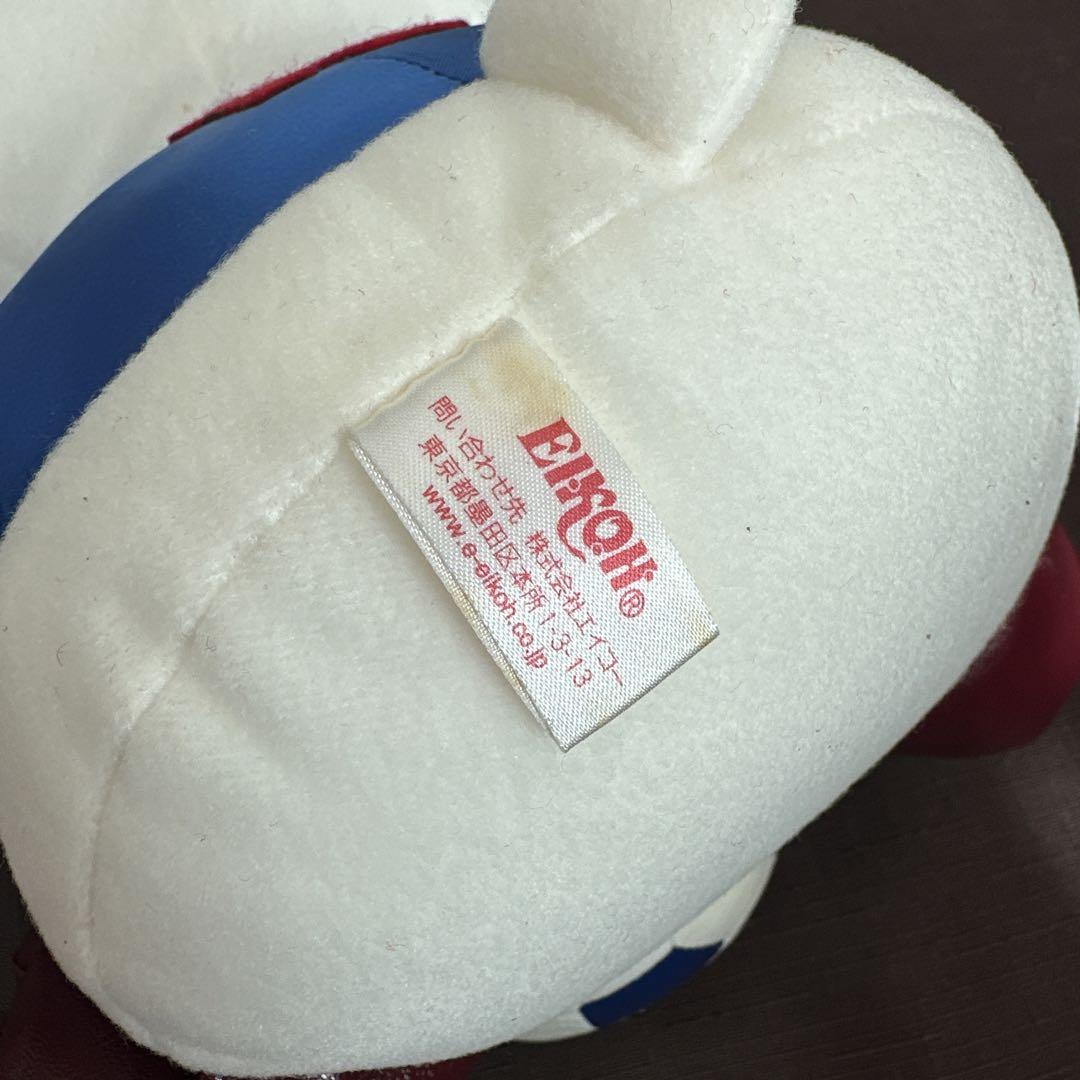 EIKOH®
問い合わせ先 株式会社エイコー
東京都墨田区本所1-3-13
www.e-eikoh.co.jp